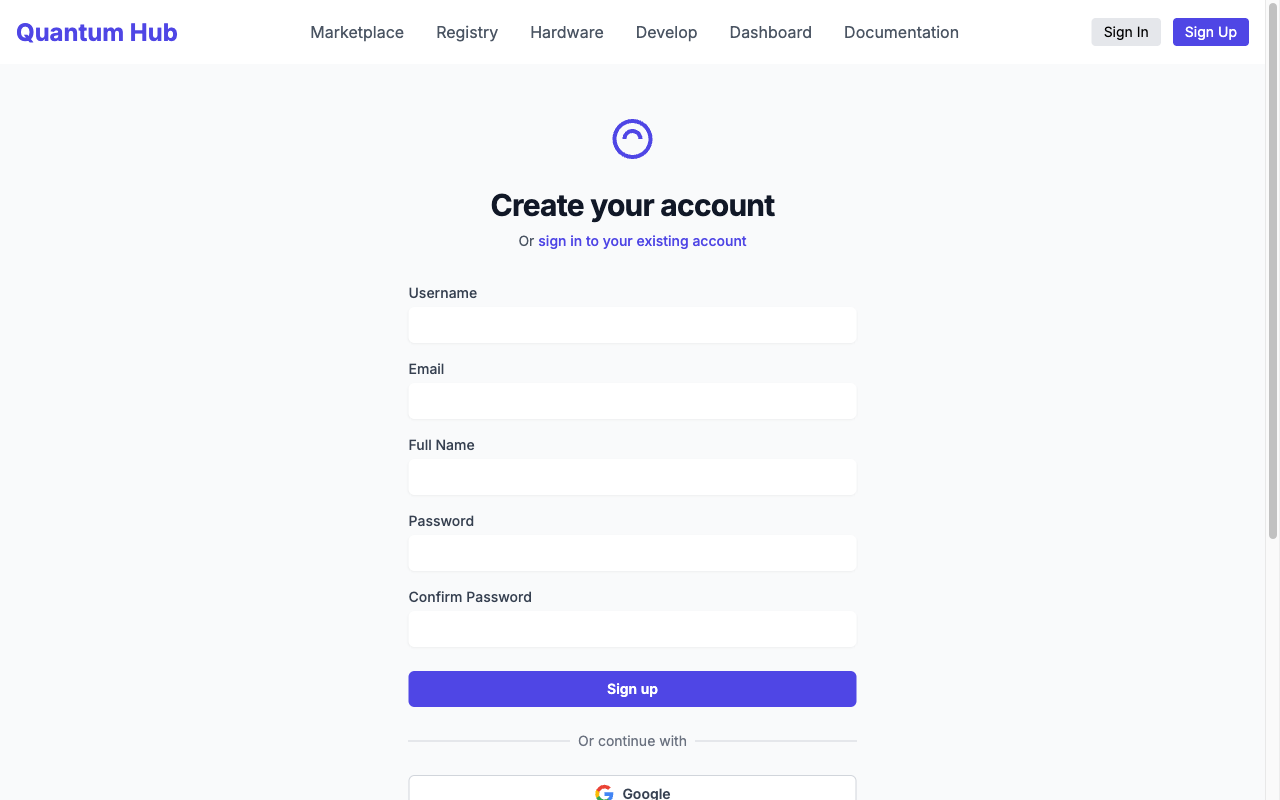 Quantum Hub
Marketplace Registry Hardware Develop Dashboard Documentation
Sign In Sign Up
Create your account
Or sign in to your existing account
Username
Email
Full Name
Password
Confirm Password
Sign up
Or continue with
Google